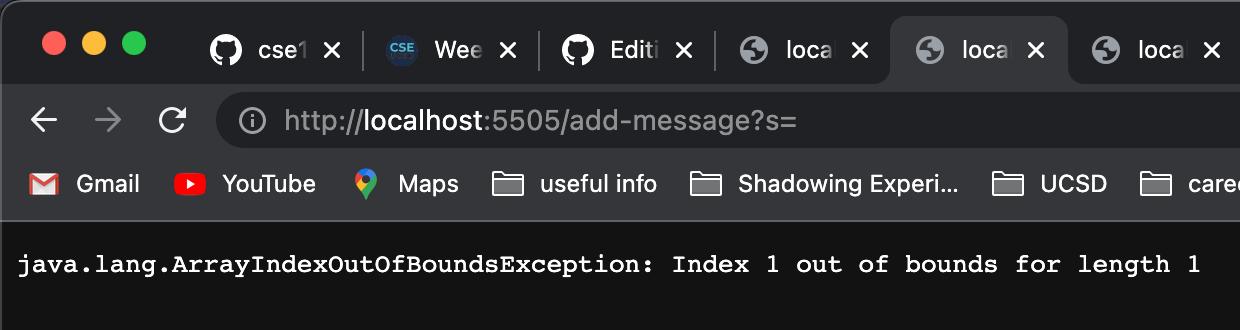 cse1 CSE Wee Editi loca loca loca
http://localhost:5505/add-message?s=
Gmail YouTube Maps useful info Shadowing Experi... UCSD care
java.lang.ArrayIndexOutOfBoundsException: Index 1 out of bounds for length 1